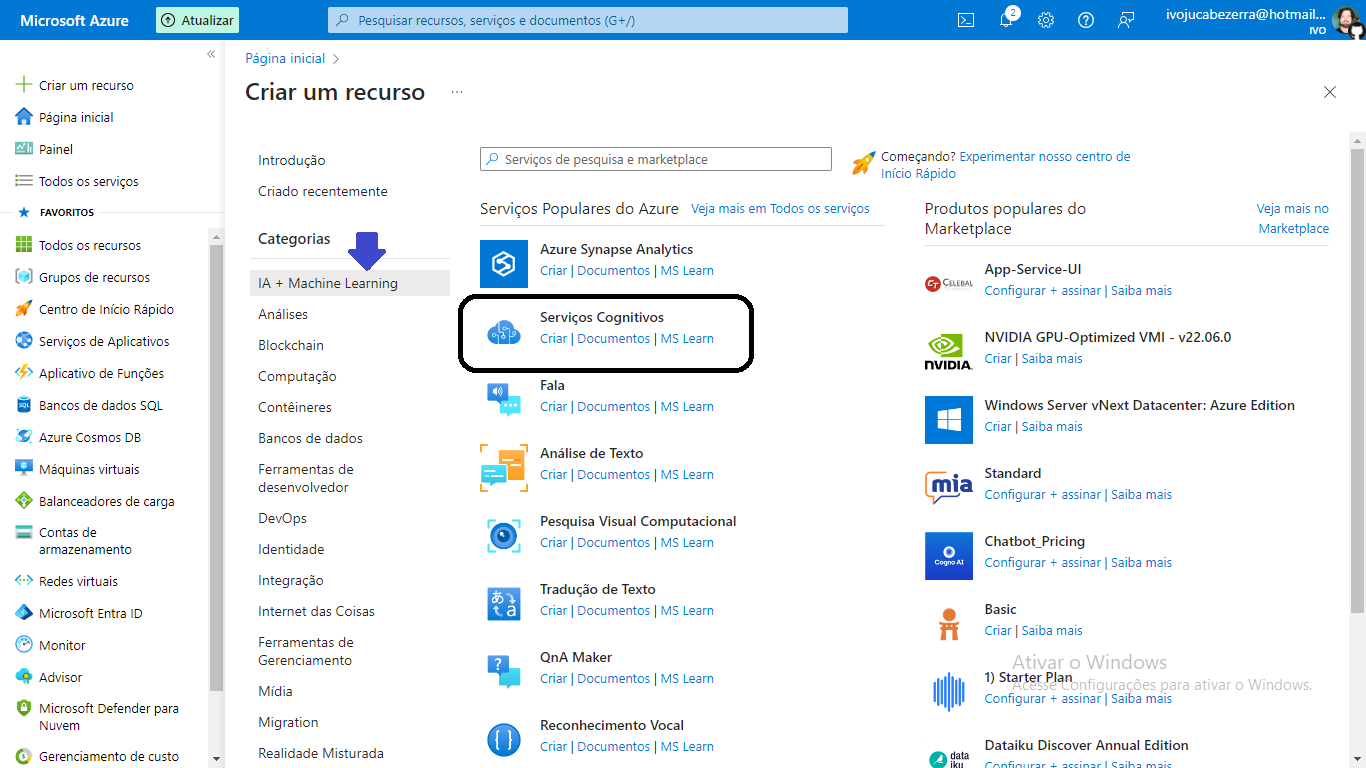 Microsoft Azure
Atualizar
Pesquisar recursos, serviços e documentos (G+/)
2
ivojucabezerra@hotmail...
IVO
Criar um recurso
Página inicial
Painel
Todos os serviços
FAVORITOS
Todos os recursos
Grupos de recursos
Centro de Início Rápido
Serviços de Aplicativos
Aplicativo de Funções
Bancos de dados SQL
Azure Cosmos DB
Máquinas virtuais
Balanceadores de carga
Contas de
armazenamento
Redes virtuais
Microsoft Entra ID
Monitor
Advisor
Microsoft Defender para
Nuvem
Gerenciamento de custo
Página inicial
Criar um recurso
...
Introdução
Criado recentemente
Categorias
IA + Machine Learning
Análises
Blockchain
Computação
Contêineres
Bancos de dados
Ferramentas de
desenvolvedor
DevOps
Identidade
Integração
Internet das Coisas
Ferramentas de
Gerenciamento
Mídia
Migration
Realidade Misturada
Serviços de pesquisa e marketplace
Começando? Experimentar nosso centro de
Início Rápido
Serviços Populares do Azure Veja mais em Todos os serviços
Azure Synapse Analytics
Criar | Documentos | MS Learn
Serviços Cognitivos
Criar | Documentos | MS Learn
Fala
Criar | Documentos | MS Learn
Análise de Texto
Criar | Documentos | MS Learn
Pesquisa Visual Computacional
Criar | Documentos | MS Learn
Tradução de Texto
Criar | Documentos | MS Learn
QnA Maker
Criar | Documentos | MS Learn
Reconhecimento Vocal
Criar | Documentos | MS Learn
Produtos populares do
Marketplace
Veja mais no
Marketplace
CELEBAL
App-Service-UI
Configurar + assinar | Saiba mais
NVIDIA
NVIDIA GPU-Optimized VMI - v22.06.0
Criar | Saiba mais
Windows Server vNext Datacenter: Azure Edition
Criar | Saiba mais
mia
Standard
Configurar + assinar | Saiba mais
Cogno AI
Chatbot_Pricing
Configurar + assinar | Saiba mais
Basic
Criar | Saiba mais
Ativar o Windows
Acesse Configurações para ativar o Windows.
1) Starter Plan
Configurar + assinar | Saiba mais
data
iku
Dataiku Discover Annual Edition
Configurar + assinar | Saiba mais